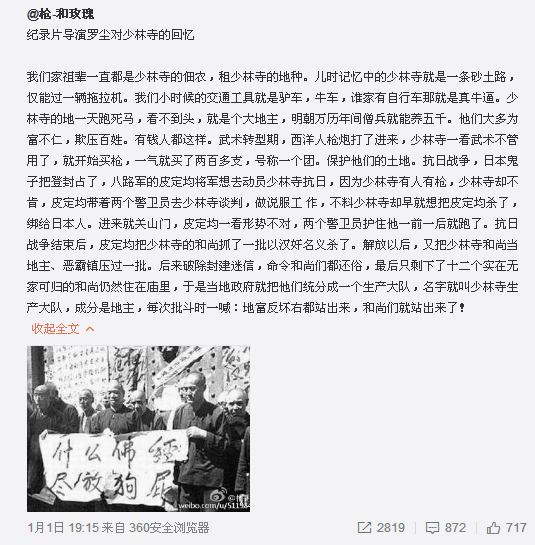 @枪-和玫瑰
纪录片导演罗尘对少林寺的回忆
我们家祖辈一直都是少林寺的佃农，租少林寺的地种。儿时记忆中的少林寺就是一条砂土路，
仅能过一辆拖拉机。我们小时候的交通工具就是驴车，牛车，谁家有自行车那就是真牛逼。少
林寺的地一天跑死马，看不到头，就是个大地主，明朝万历年间僧兵就能养五千。他们大多为
富不仁，欺压百姓。有钱人都这样。武术转型期，西洋人枪炮打了进来，少林寺一看武术不管
用了，就开始买枪，一气就买了两百多支，号称一个团。保护他们的土地。抗日战争，日本鬼
子把登封占了，八路军的皮定均将军想去动员少林寺抗日，因为少林寺有人有枪，少林寺却不
肯，皮定均带着两个警卫员去少林寺谈判，做说服工 作，不料少林寺却早就想把皮定均杀了，
绑给日本人。进来就关山门，皮定均一看形势不对，两个警卫员护住他一前一后就跑了。抗日
战争结束后，皮定均把少林寺的和尚抓了一批以汉奸名义杀了。解放以后，又把少林寺和尚当
地主、恶霸镇压过一批。后来破除封建迷信，命令和尚们都还俗，最后只剩下了十二个实在无
家可归的和尚仍然住在庙里，于是当地政府就把他们统分成一个生产大队，名字就叫少林寺生
产大队，成分是地主，每次批斗时一喊：地富反坏右都站出来，和尚们就站出来了！
收起全文
什么佛经
尽放狗屁
weibo.com/u/51198
1月1日 19:15 来自 360安全浏览器
2819
872
717